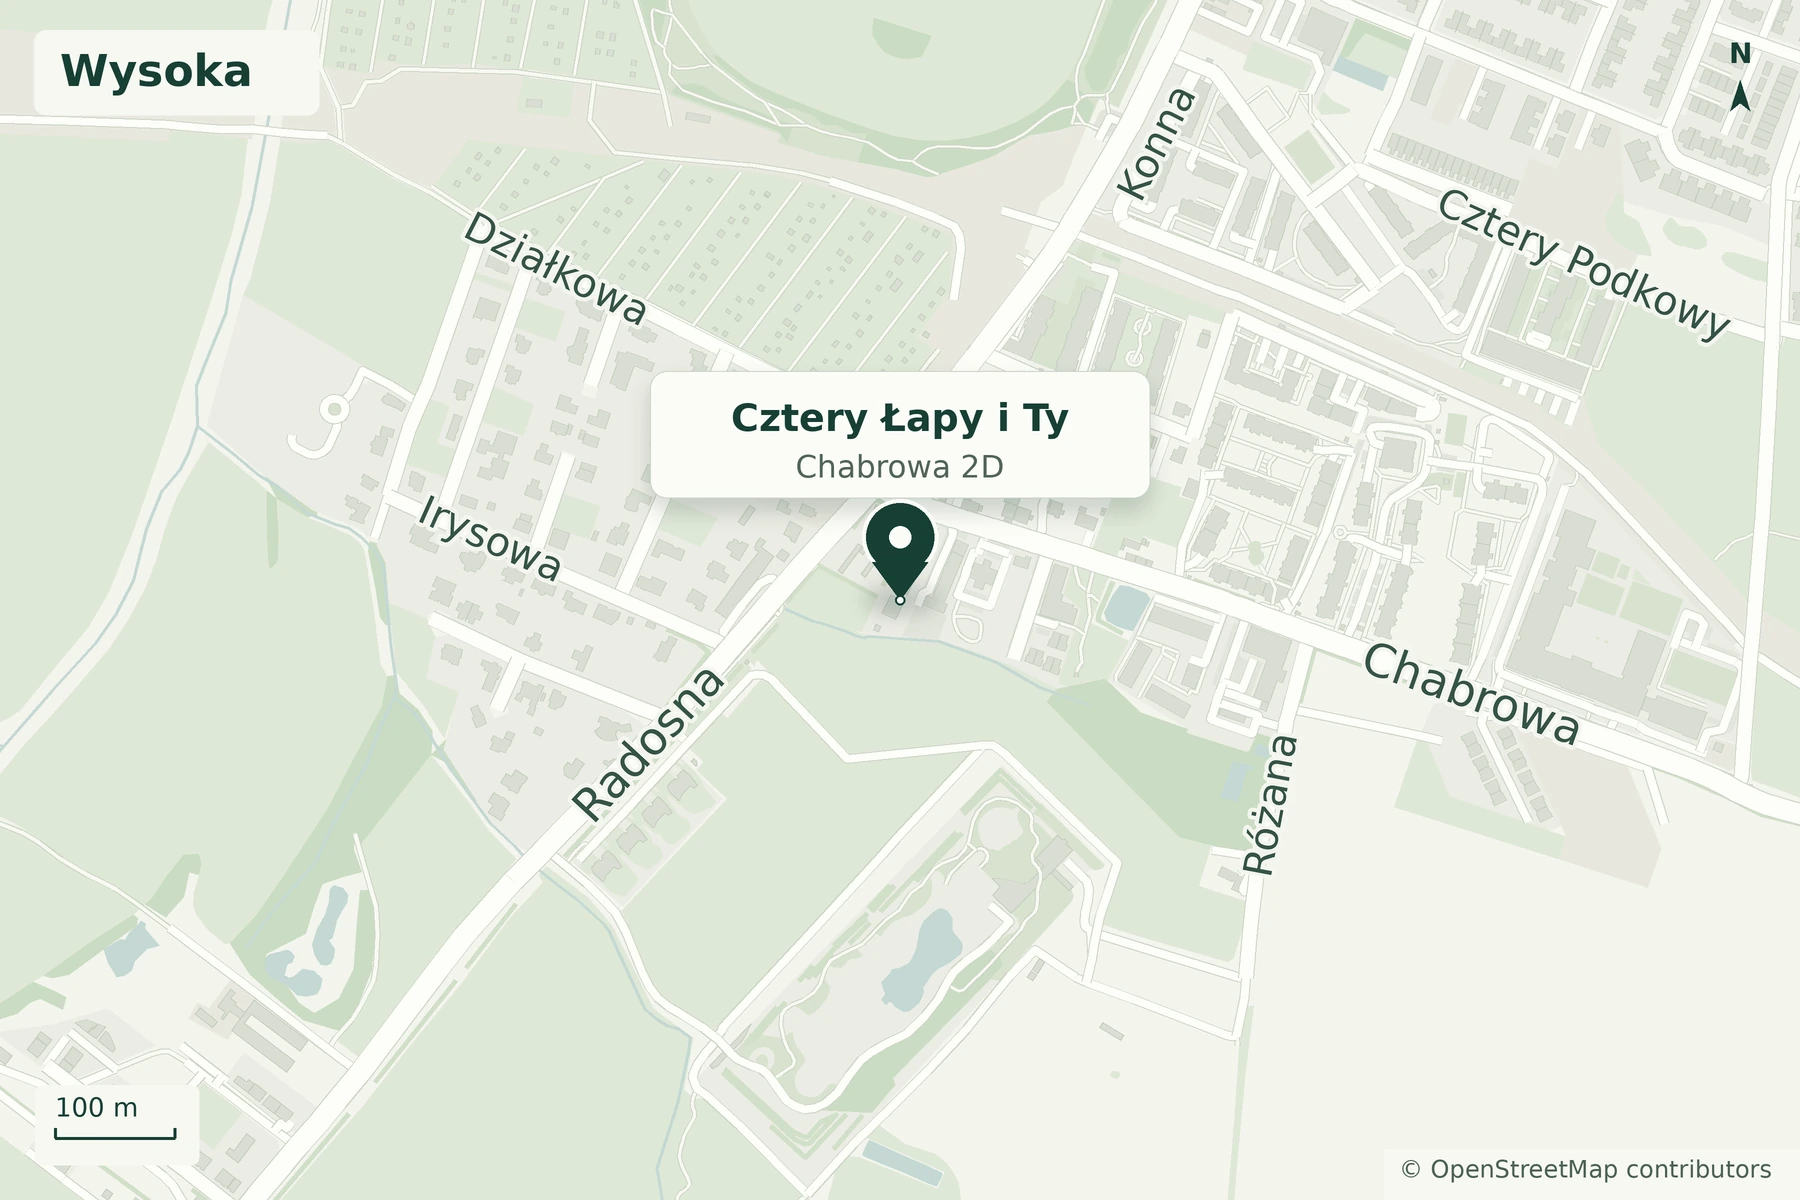 Wysoka
N
Konna
Cztery Podkowy
Działkowa
Cztery Łapy i Ty
Chabrowa 2D
Irysowa
Radosna
Chabrowa
Różana
100 m
© OpenStreetMap contributors